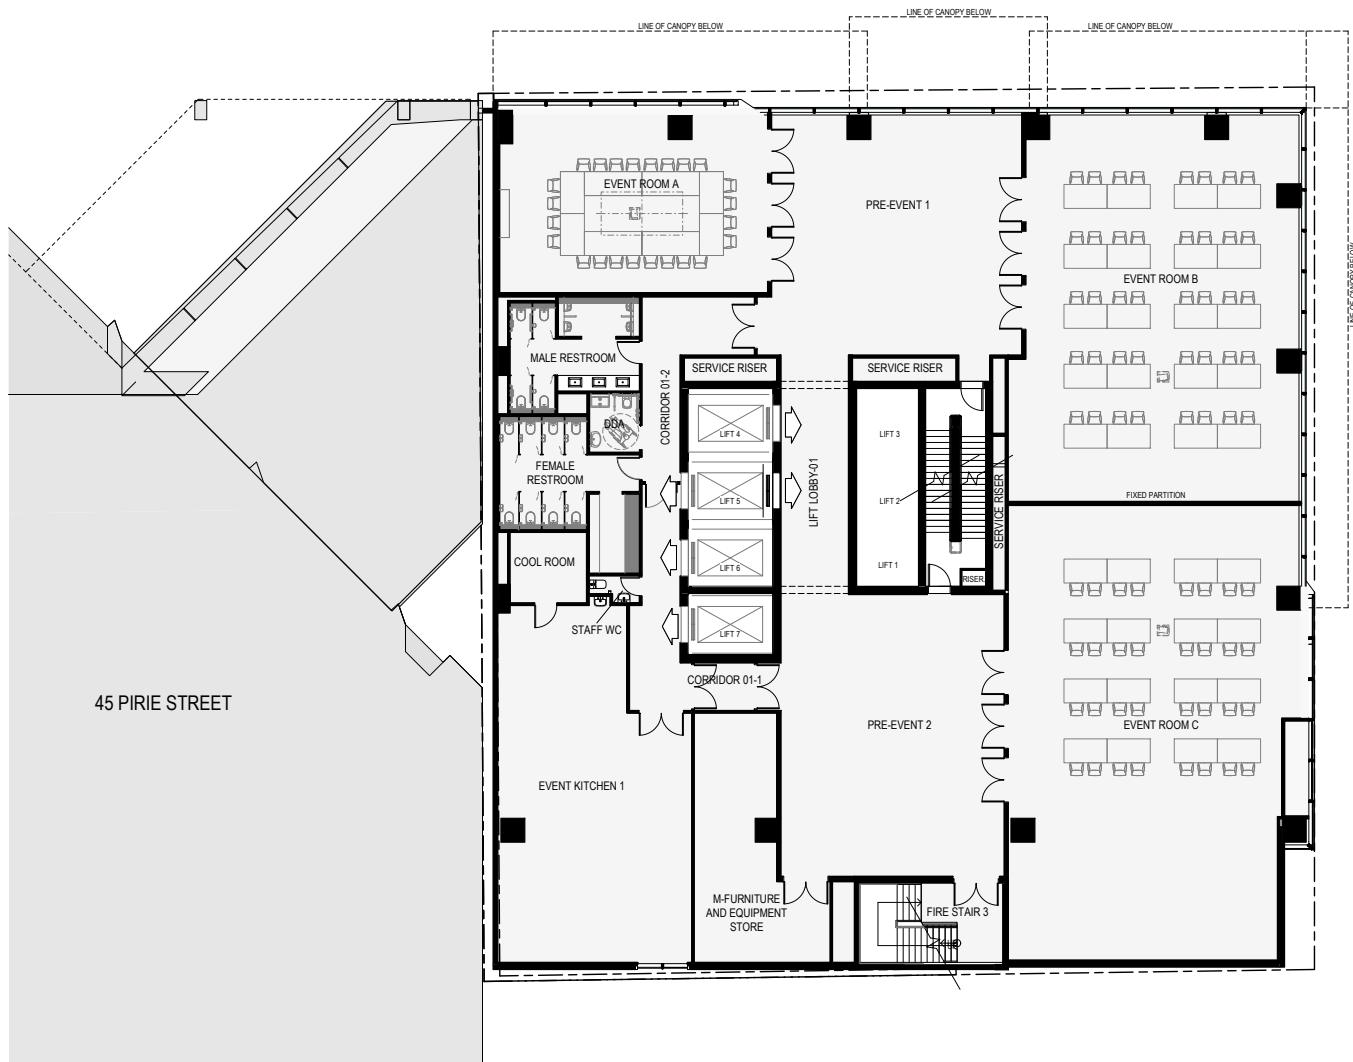 LINE OF CANOPY BELOW
LINE OF CANOPY BELOW
LINE OF CANOPY BELOW
EVENT ROOM A
PRE-EVENT 1
EVENT ROOM B
LINE OF CANOPY BELOW
MALE RESTROOM
SERVICE RISER
SERVICE RISER
CORRIDOR 01-2
DDA
LIFT 4
LIFT 3
FEMALE
RESTROOM
LIFT 5
LIFT LOBBY-01
LIFT 2
SERVICE RISER
FIXED PARTITION
COOL ROOM
LIFT 6
LIFT 1
RISER
STAFF WC
LIFT 7
CORRIDOR 01-1
45 PIRIE STREET
PRE-EVENT 2
EVENT ROOM C
EVENT KITCHEN 1
M-FURNITURE
AND EQUIPMENT
STORE
FIRE STAIR 3